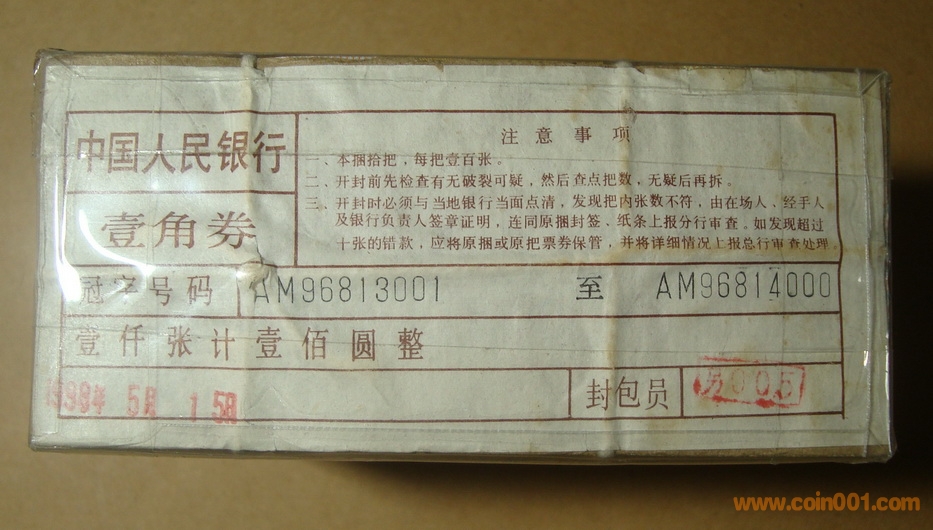 中国人民银行
壹角券
注意事项
一、本捆拾把，每把壹百张。
二、开封前先检查有无破裂可疑，然后查点把数，无疑后再拆。
三、开封时必须与当地银行当面点清，发现把内张数不符，由在场人、经手人
及银行负责人签章证明，连同原捆封签、纸条上报分行审查。如发现超过
十张的错款，应将原捆或原把票券保管，并将详细情况上报总行审查处理。
冠字号码 AM96813001 至 AM96814000
壹仟张计壹佰圆整
1998年 5月 15日 封包员 另005
www.coin001.com